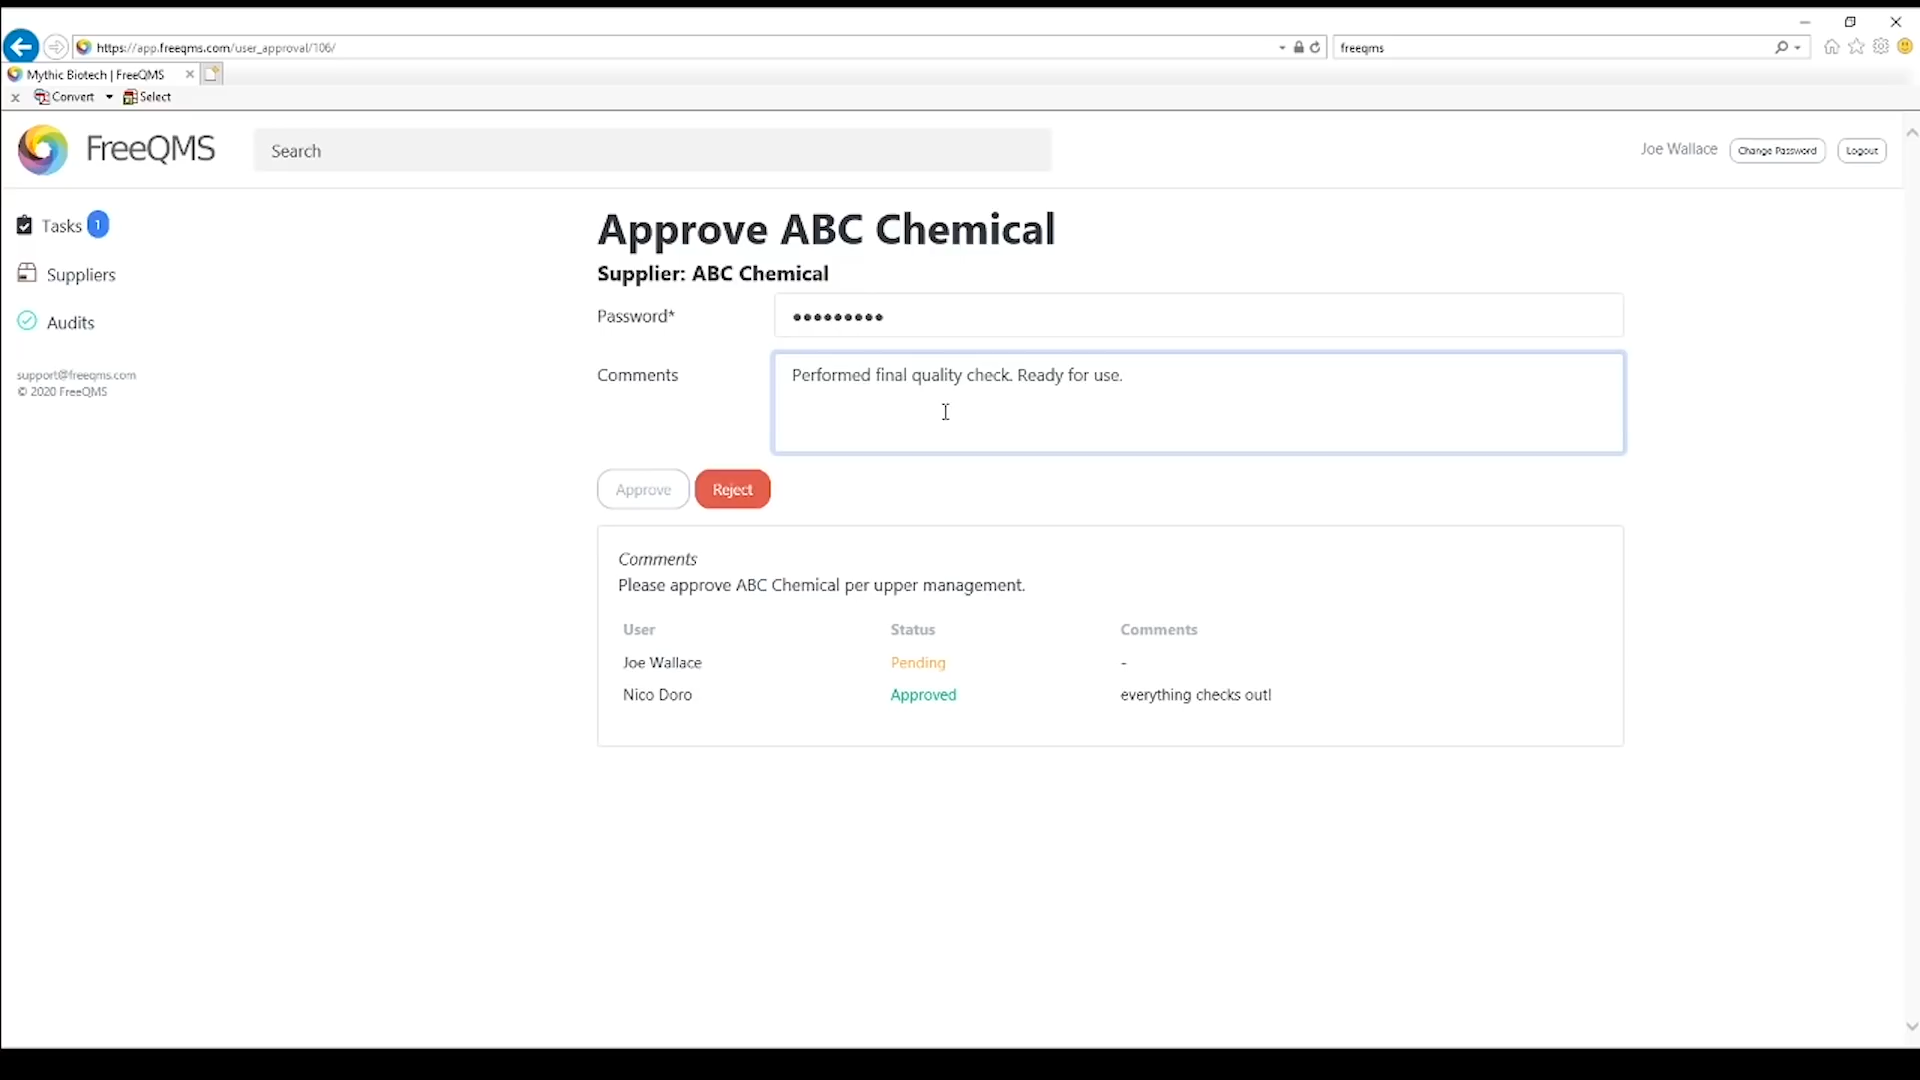 https://app.freeqms.com/user_approval/106/
freeqms
Mythic Biotech | FreeQMS
Convert
Select
FreeQMS
Search
Joe Wallace
Change Password
Logout
Tasks 1
Suppliers
Audits
support@freeqms.com
© 2020 FreeQMS
Approve ABC Chemical
Supplier: ABC Chemical
Password*
Comments
Performed final quality check. Ready for use.
Approve
Reject
Comments
Please approve ABC Chemical per upper management.
User Status Comments
Joe Wallace Pending -
Nico Doro Approved everything checks out!